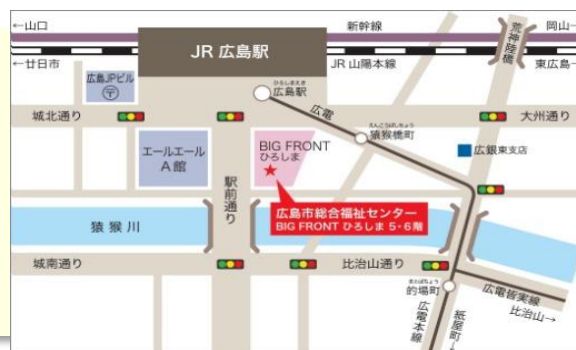 ←山口
新幹線
岡山→
←廿日市
JR 広島駅
JR 山陽本線
東広島→
荒神陸橋
広島JPビル
〒
ひろしまえき
広島駅
広電
城北通り
大州通り
えんこうばしちょう
猿猴橋町
エールエール
A館
BIG FRONT
ひろしま
広銀東支店
駅前通り
広島市総合福祉センター
BIG FRONT ひろしま 5・6階
猿猴川
城南通り
比治山通り
まとばちょう
的場町
広電皆実線
比治山→
広電本線
紙屋町→